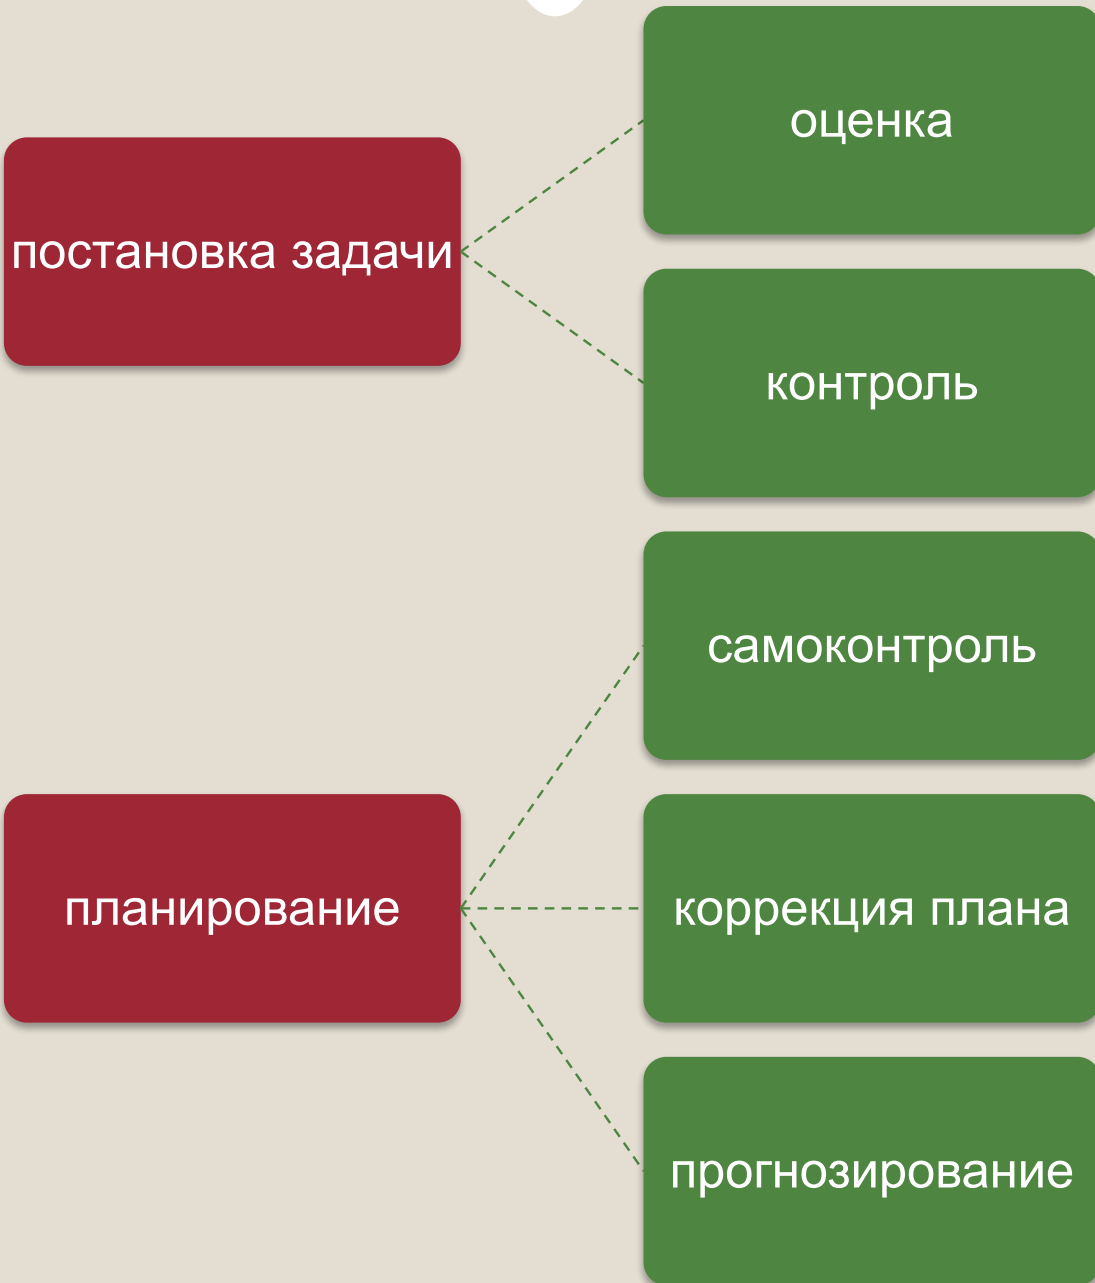 постановка задачи
оценка
контроль
планирование
самоконтроль
коррекция плана
прогнозирование